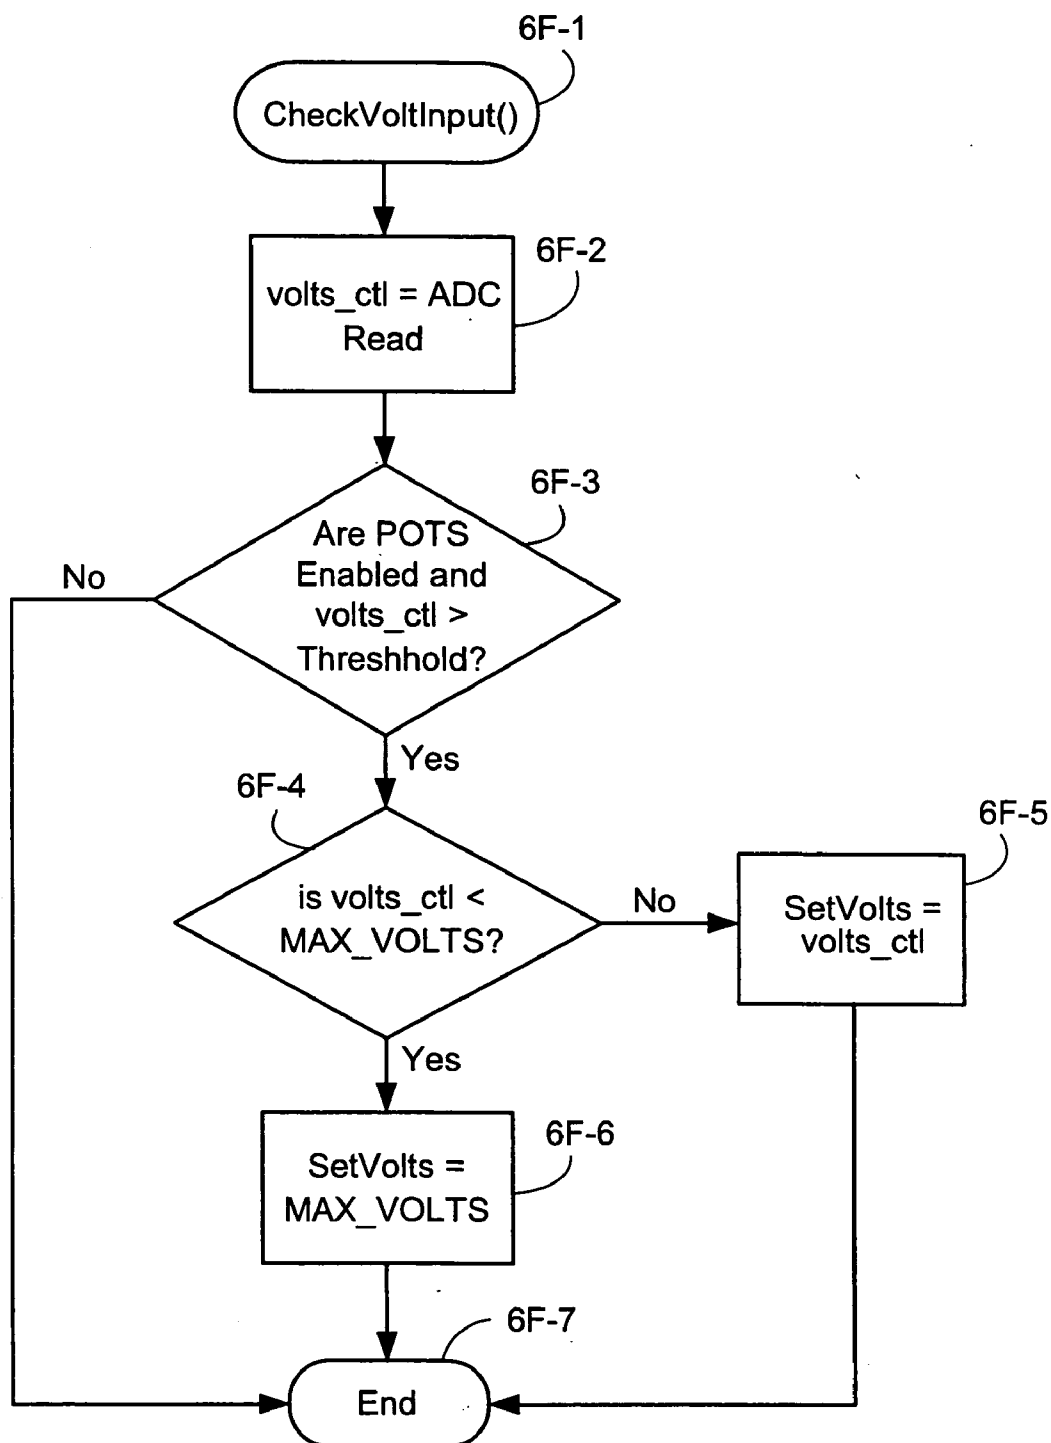 6F-1
CheckVoltInput()
6F-2
volts_ctl = ADC
Read
6F-3
Are POTS
Enabled and
volts_ctl >
Threshhold?
No
Yes
6F-4
is volts_ctl <
MAX_VOLTS?
No
6F-5
SetVolts =
volts_ctl
Yes
6F-6
SetVolts =
MAX_VOLTS
6F-7
End